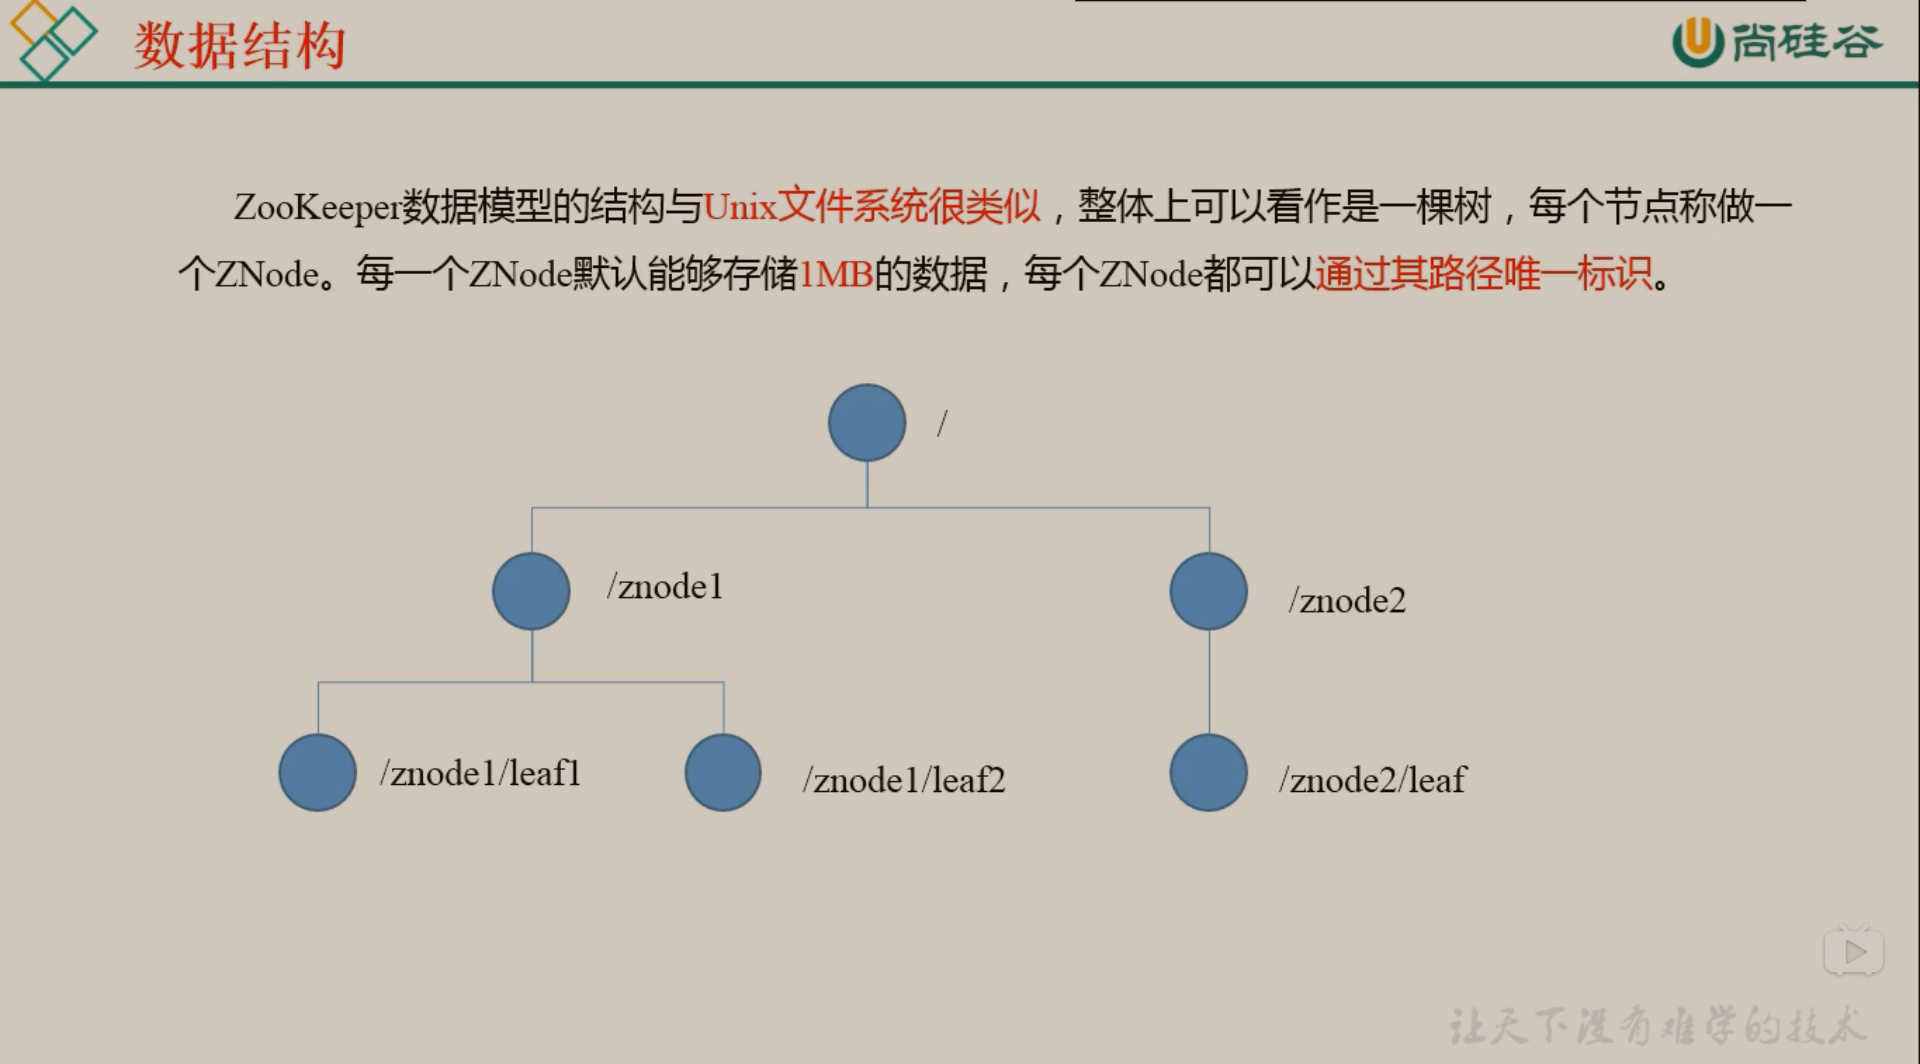 数据结构
U尚硅谷
ZooKeeper数据模型的结构与Unix文件系统很类似，整体上可以看作是一棵树，每个节点称做一
个ZNode。每一个ZNode默认能够存储1MB的数据，每个ZNode都可以通过其路径唯一标识。
/
/znode1
/znode2
/znode1/leaf1
/znode1/leaf2
/znode2/leaf
让天下没有难学的技术